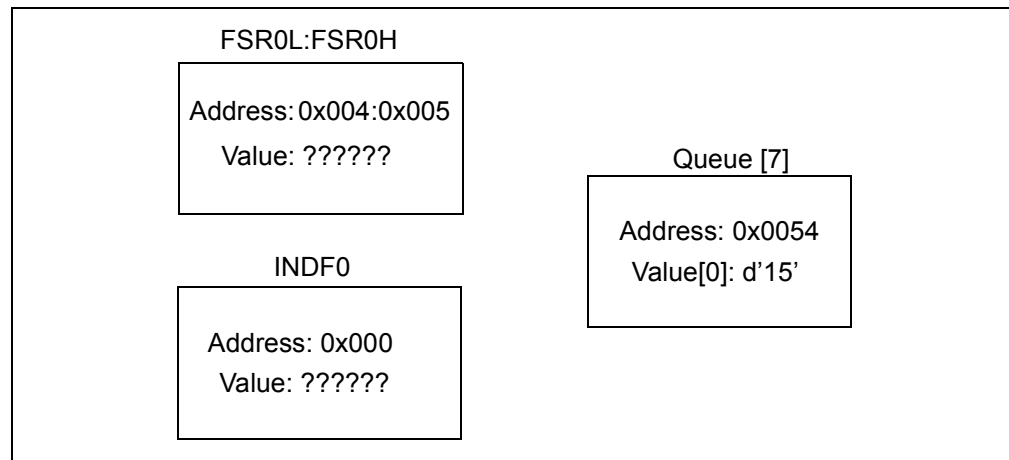 FSR0L:FSR0H
Address: 0x004:0x005
Value: ??????
INDF0
Address: 0x000
Value: ??????
Queue [7]
Address: 0x0054
Value[0]: d’15’